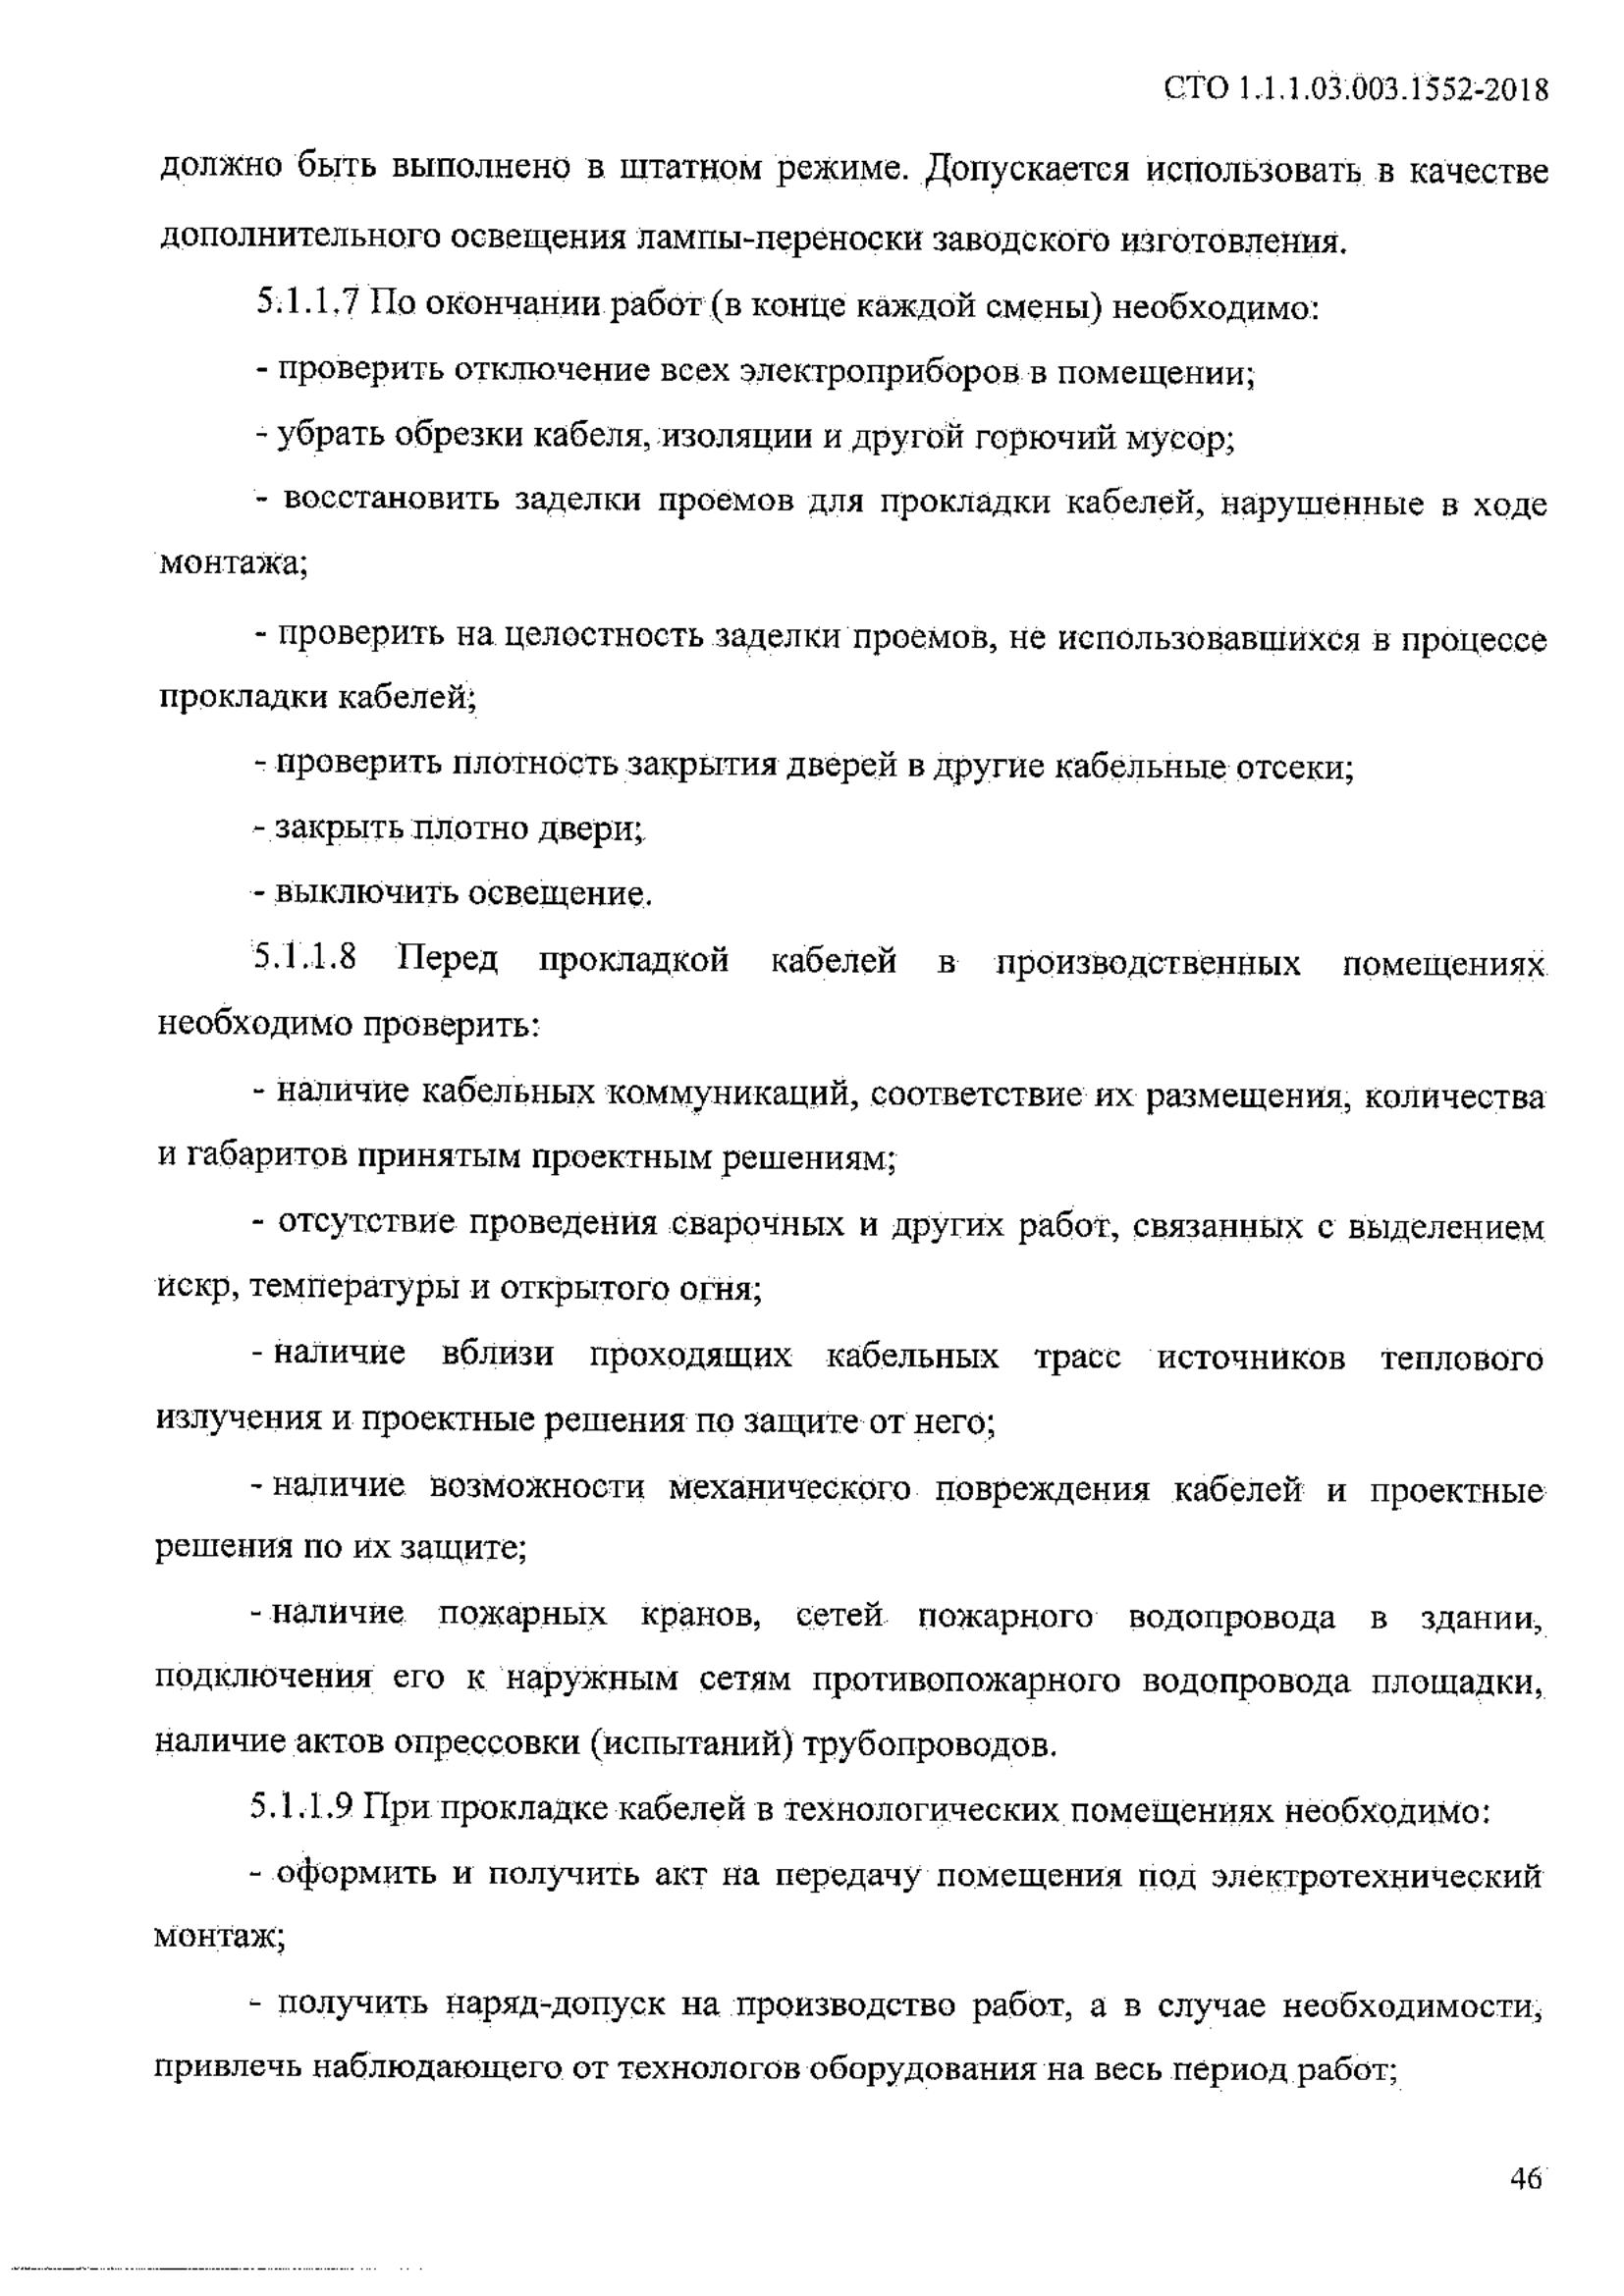 СТО 1.1.1.03.003.1552-2018
должно быть выполнено в штатном режиме. Допускается использовать в качестве
дополнительного освещения лампы-переноски заводского изготовления.
5.1.1.7 По окончании работ (в конце каждой смены) необходимо:
- проверить отключение всех электроприборов в помещении;
- убрать обрезки кабеля, изоляции и другой горючий мусор;
- восстановить заделки проемов для прокладки кабелей, нарушенные в ходе
монтажа;
- проверить на целостность заделки проемов, не использовавшихся в процессе
прокладки кабелей;
- проверить плотность закрытия дверей в другие кабельные отсеки;
- закрыть плотно двери;
- выключить освещение.
5.1.1.8 Перед прокладкой кабелей в производственных помещениях
необходимо проверить:
- наличие кабельных коммуникаций, соответствие их размещения, количества
и габаритов принятым проектным решениям;
- отсутствие проведения сварочных и других работ, связанных с выделением
искр, температуры и открытого огня;
- наличие вблизи проходящих кабельных трасс источников теплового
излучения и проектные решения по защите от него;
- наличие возможности механического повреждения кабелей и проектные
решения по их защите;
- наличие пожарных кранов, сетей пожарного водопровода в здании,
подключения его к наружным сетям противопожарного водопровода площадки,
наличие актов опрессовки (испытаний) трубопроводов.
5.1.1.9 При прокладке кабелей в технологических помещениях необходимо:
- оформить и получить акт на передачу помещения под электротехнический
монтаж;
- получить наряд-допуск на производство работ, а в случае необходимости,
привлечь наблюдающего от технологов оборудования на весь период работ;
46